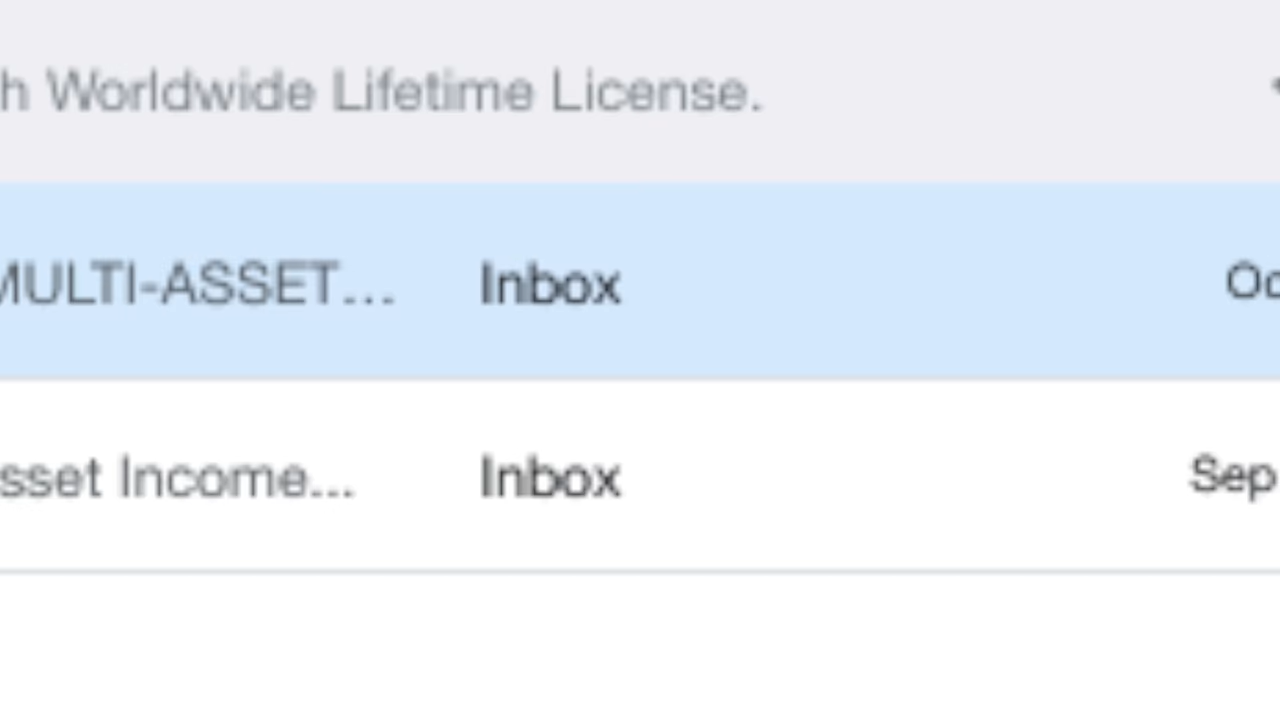 h Worldwide Lifetime License.
MULTI-ASSET... Inbox Oc
sset Income... Inbox Sep